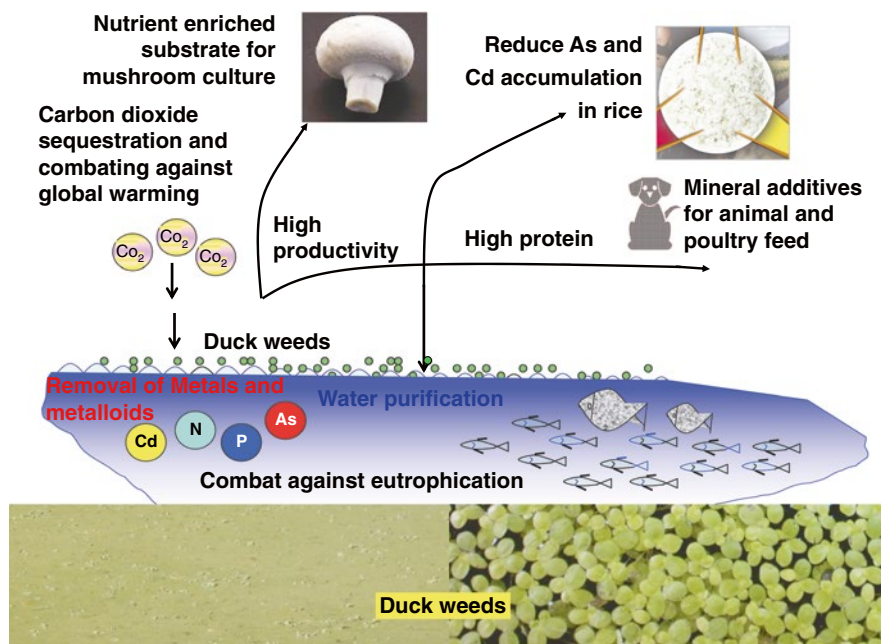 Nutrient enriched
substrate for
mushroom culture
Reduce As and
Cd accumulation
in rice
Carbon dioxide
sequestration and
combating against
global warming
Mineral additives
for animal and
poultry feed
Co2
Co2
Co2
High
productivity
High protein
Duck weeds
Removal of Metals and
metalloids
Water purification
Cd
N
P
As
Combat against eutrophication
Duck weeds